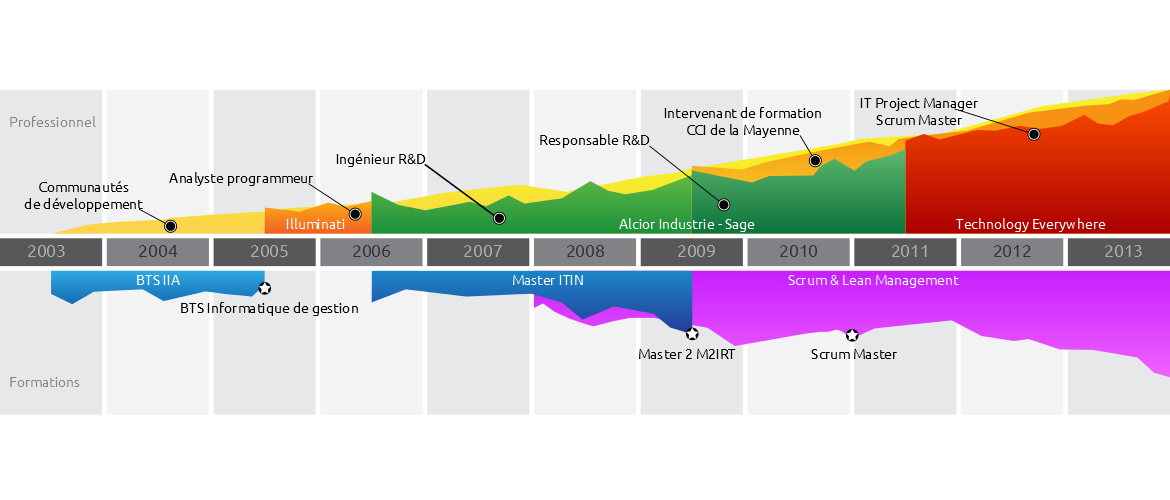 Professionnel
IT Project Manager
Scrum Master
Intervenant de formation
CCI de la Mayenne
Responsable R&D
Ingénieur R&D
Analyste programmeur
Communautés
de développement
Illuminati
Alcior Industrie - Sage
Technology Everywhere
2003 2004 2005 2006 2007 2008 2009 2010 2011 2012 2013
BTS IIA
Master ITIN
Scrum & Lean Management
BTS Informatique de gestion
Master 2 M2IRT
Scrum Master
Formations